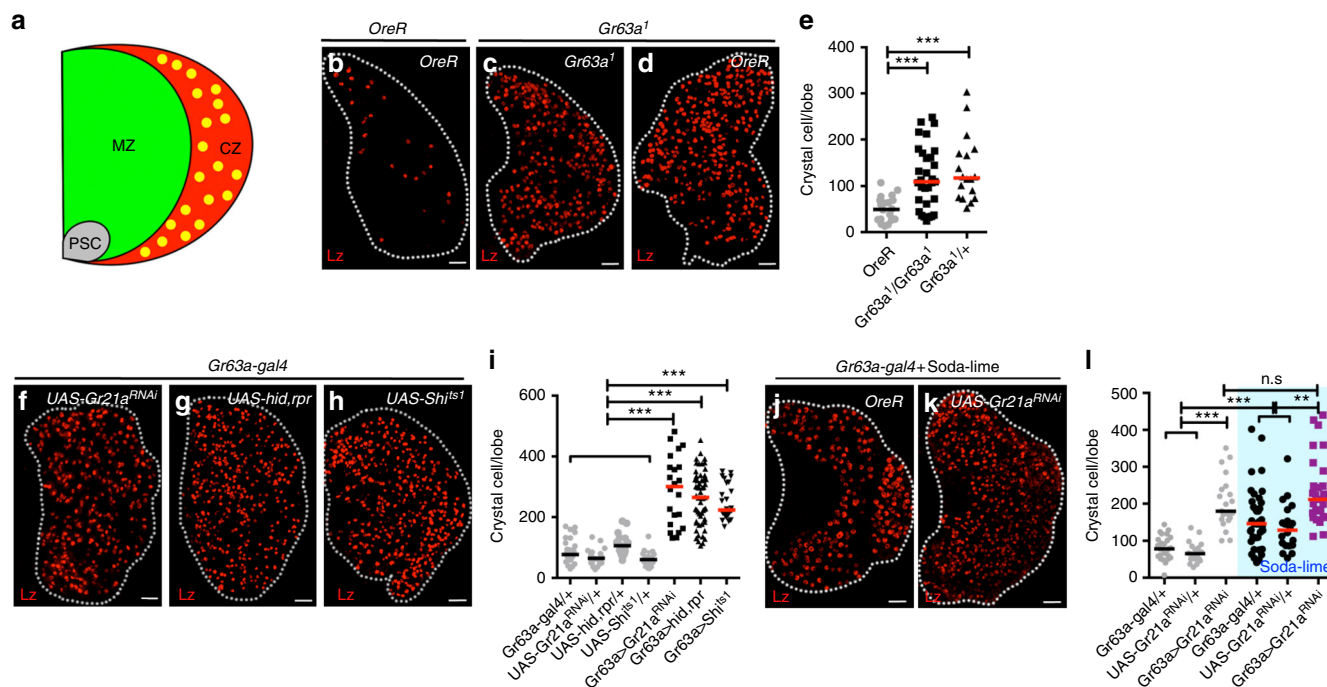 a
MZ
CZ
PSC
OreR
Gr63a¹
b
OreR
Lz
c
Gr63a¹
Lz
d
OreR
Lz
e
***
***
Crystal cell/lobe
400
300
200
100
0
OreR
Gr63a¹/Gr63a¹
Gr63a¹/+
Gr63a-gal4
f
UAS-Gr21aᴿᴺᴬⁱ
Lz
g
UAS-hid,rpr
Lz
h
UAS-Shiᵗˢ¹
Lz
i
***
***
***
Crystal cell/lobe
600
400
200
0
Gr63a-gal4/+
UAS-Gr21aᴿᴺᴬⁱ/+
UAS-hid,rpr/+
UAS-Shiᵗˢ¹/+
Gr63a>Gr21aᴿᴺᴬⁱ
Gr63a>hid,rpr
Gr63a>Shiᵗˢ¹
Gr63a-gal4+Soda-lime
j
OreR
Lz
k
UAS-Gr21aᴿᴺᴬⁱ
Lz
l
n.s
*** **
***
Crystal cell/lobe
500
400
300
200
100
0
Soda-lime
Gr63a-gal4/+
UAS-Gr21aᴿᴺᴬⁱ/+
Gr63a>Gr21aᴿᴺᴬⁱ
Gr63a-gal4/+
UAS-Gr21aᴿᴺᴬⁱ/+
Gr63a>Gr21aᴿᴺᴬⁱ